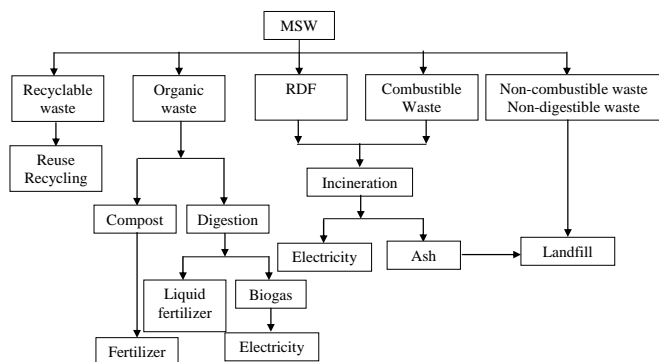 MSW
Recyclable
waste
Organic
waste
RDF
Combustible
Waste
Non-combustible waste
Non-digestible waste
Reuse
Recycling
Incineration
Compost
Digestion
Electricity
Ash
Landfill
Liquid
fertilizer
Biogas
Fertilizer
Electricity